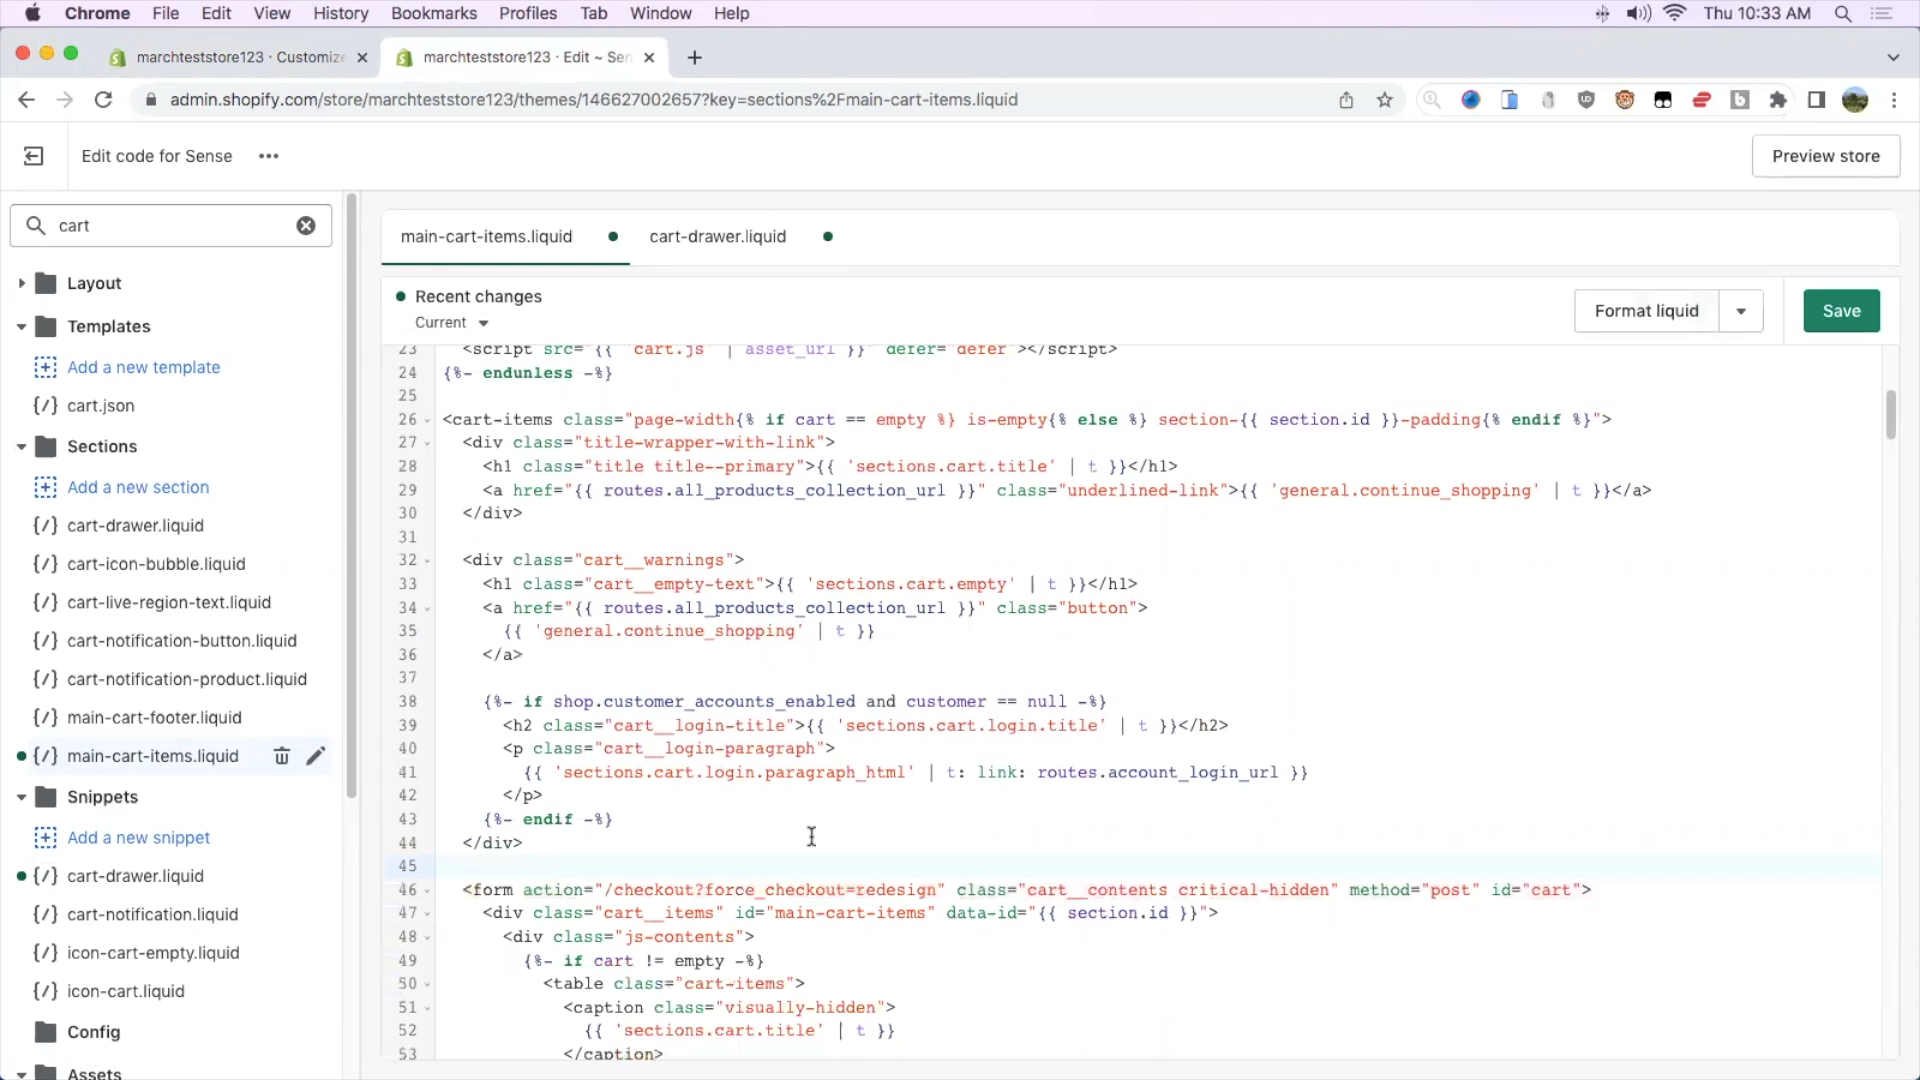 Chrome File Edit View History Bookmarks Profiles Tab Window Help Thu 10:33 AM
marchteststore123 · Customize
marchteststore123 · Edit ~ Sen
admin.shopify.com/store/marchteststore123/themes/146627002657?key=sections%2Fmain-cart-items.liquid
Edit code for Sense
Preview store
cart
Layout
Templates
Add a new template
{/} cart.json
Sections
Add a new section
{/} cart-drawer.liquid
{/} cart-icon-bubble.liquid
{/} cart-live-region-text.liquid
{/} cart-notification-button.liquid
{/} cart-notification-product.liquid
{/} main-cart-footer.liquid
{/} main-cart-items.liquid
Snippets
Add a new snippet
{/} cart-drawer.liquid
{/} cart-notification.liquid
{/} icon-cart-empty.liquid
{/} icon-cart.liquid
Config
Assets
main-cart-items.liquid
cart-drawer.liquid
Recent changes
Current
Format liquid
Save
23 <script src="{{ 'cart.js' | asset_url }}" defer="defer"></script>
24 {%- endunless -%}
25
26 <cart-items class="page-width{% if cart == empty %} is-empty{% else %} section-{{ section.id }}-padding{% endif %}">
27 <div class="title-wrapper-with-link">
28 <h1 class="title title--primary">{{ 'sections.cart.title' | t }}</h1>
29 <a href="{{ routes.all_products_collection_url }}" class="underlined-link">{{ 'general.continue_shopping' | t }}</a>
30 </div>
31
32 <div class="cart__warnings">
33 <h1 class="cart__empty-text">{{ 'sections.cart.empty' | t }}</h1>
34 <a href="{{ routes.all_products_collection_url }}" class="button">
35 {{ 'general.continue_shopping' | t }}
36 </a>
37
38 {%- if shop.customer_accounts_enabled and customer == null -%}
39 <h2 class="cart__login-title">{{ 'sections.cart.login.title' | t }}</h2>
40 <p class="cart__login-paragraph">
41 {{ 'sections.cart.login.paragraph_html' | t: link: routes.account_login_url }}
42 </p>
43 {%- endif -%}
44 </div>
45
46 <form action="/checkout?force_checkout=redesign" class="cart__contents critical-hidden" method="post" id="cart">
47 <div class="cart__items" id="main-cart-items" data-id="{{ section.id }}">
48 <div class="js-contents">
49 {%- if cart != empty -%}
50 <table class="cart-items">
51 <caption class="visually-hidden">
52 {{ 'sections.cart.title' | t }}
53 </caption>